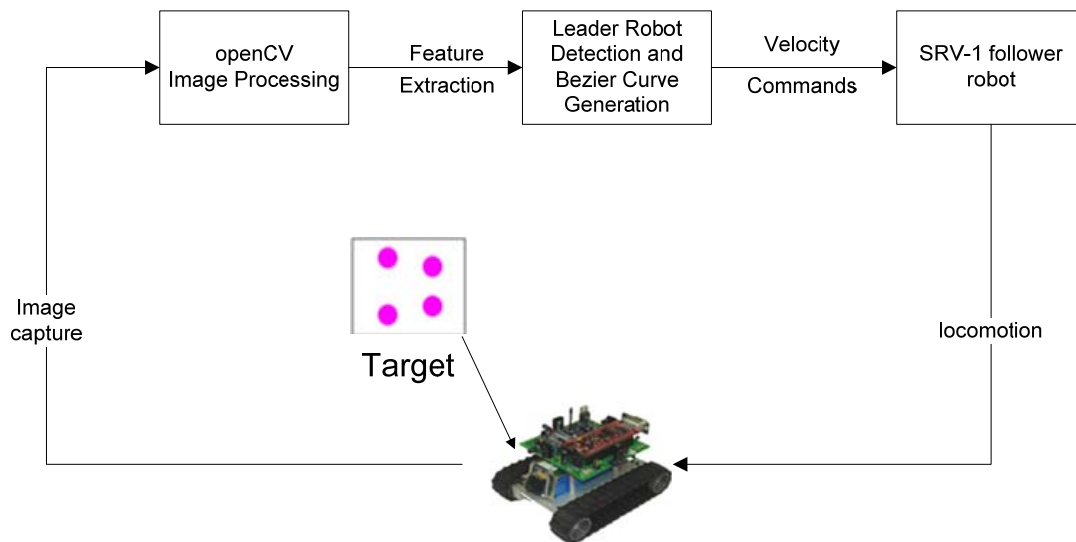 openCV
Image Processing
Feature
Extraction
Leader Robot
Detection and
Bezier Curve
Generation
Velocity
Commands
SRV-1 follower
robot
Image
capture
Target
locomotion